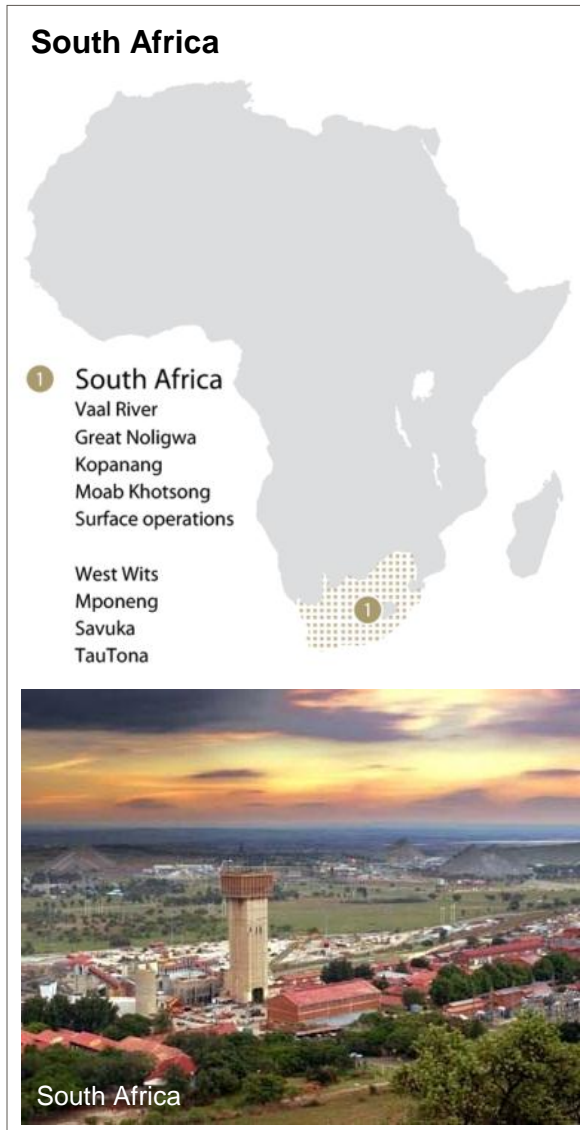 South Africa
1 South Africa
Vaal River
Great Noligwa
Kopanang
Moab Khotsong
Surface operations
West Wits
Mponeng
Savuka
TauTona
1
South Africa